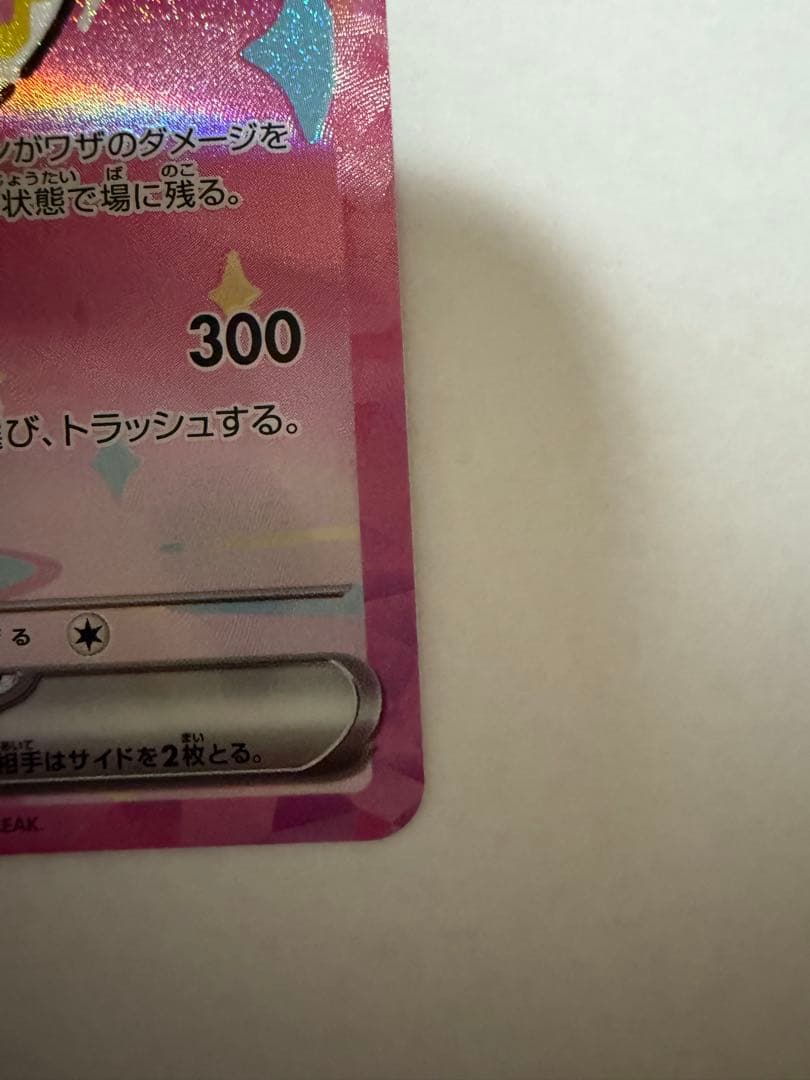 ンがワザのダメージを
じょうたい ば のこ
状態で場に残る。
300
び、トラッシュする。
る
あいて まい
相手はサイドを2枚とる。
EAK.